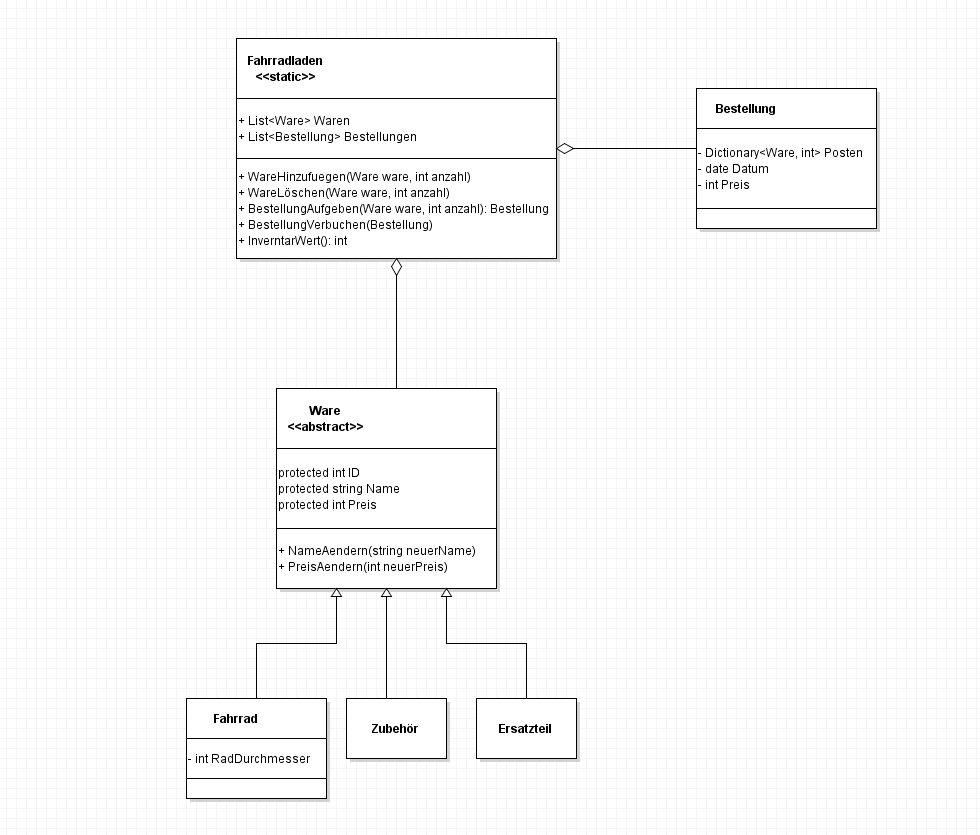 Fahrradladen
<<static>>
+ List<Ware> Waren
+ List<Bestellung> Bestellungen
+ WareHinzufuegen(Ware ware, int anzahl)
+ WareLöschen(Ware ware, int anzahl)
+ BestellungAufgeben(Ware ware, int anzahl): Bestellung
+ BestellungVerbuchen(Bestellung)
+ InverntarWert(): int
Bestellung
- Dictionary<Ware, int> Posten
- date Datum
- int Preis
Ware
<<abstract>>
protected int ID
protected string Name
protected int Preis
+ NameAendern(string neuerName)
+ PreisAendern(int neuerPreis)
Fahrrad
- int RadDurchmesser
Zubehör
Ersatzteil